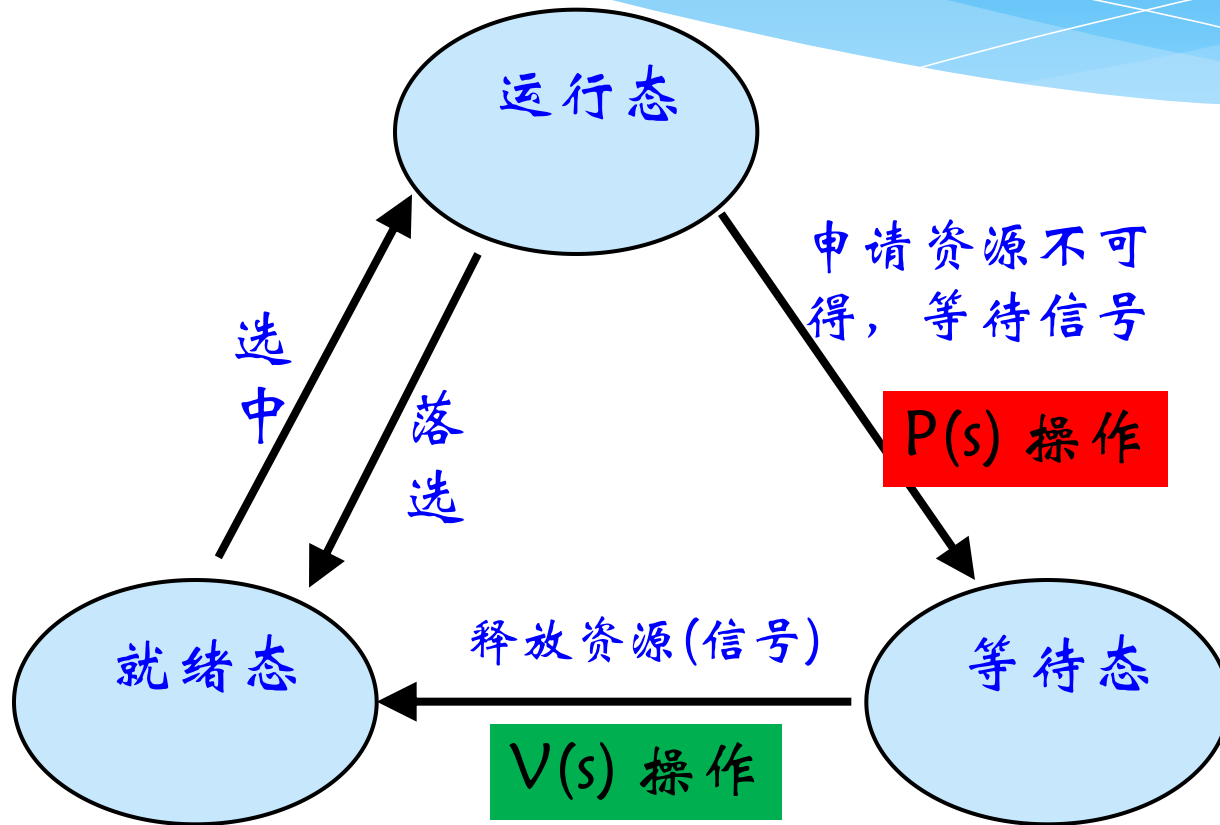 运行态
申请资源不可
得，等待信号
选
中
落
选
P(s) 操作
就绪态
释放资源(信号)
等待态
V(s) 操作